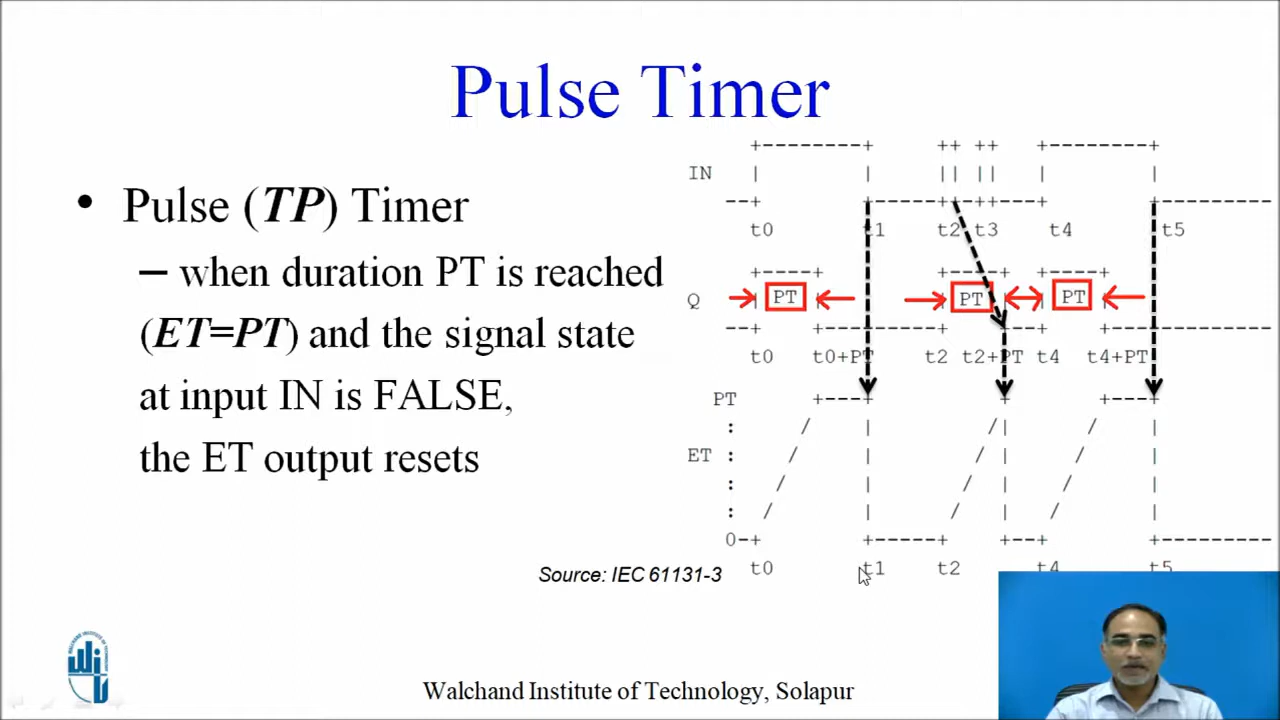 Pulse Timer
• Pulse (TP) Timer
– when duration PT is reached
(ET=PT) and the signal state
at input IN is FALSE,
the ET output resets
+--------+ ++ ++ +--------+
IN | | || || | |
--+ +-----+-+-++---+ +---------
t0 t1 t2 t3 t4 t5
+----+ +----+ +----+
Q PT PT PT
--+ +---------+ +--+ +-------------
t0 t0+PT t2 t2+PT t4 t4+PT
PT +---+ + +---+
: / | /| / |
ET : / | / | / |
: / | / | / |
: / | / | / |
0-+ +-----+ +--+ +---------
t0 t1 t2 t4 t5
Source: IEC 61131-3
Walchand Institute of Technology, Solapur